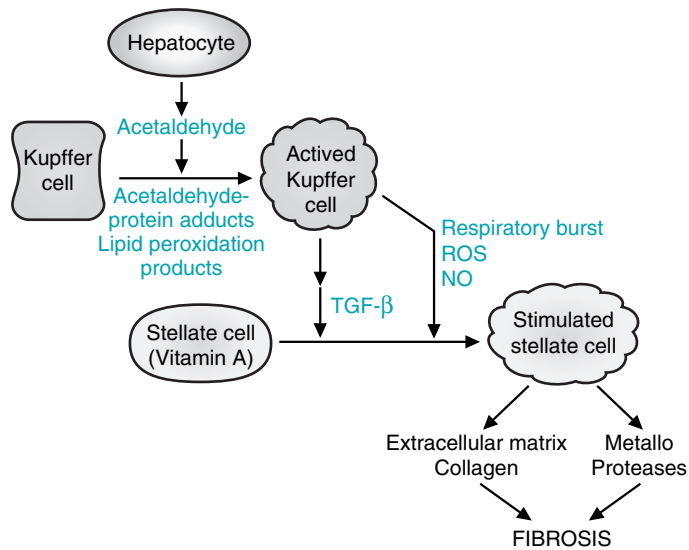 Hepatocyte
Acetaldehyde
Kupffer
cell
Actived
Kupffer
cell
Acetaldehyde-
protein adducts
Lipid peroxidation
products
Respiratory burst
ROS
NO
TGF-β
Stellate cell
(Vitamin A)
Stimulated
stellate cell
Extracellular matrix
Collagen
Metallo
Proteases
FIBROSIS